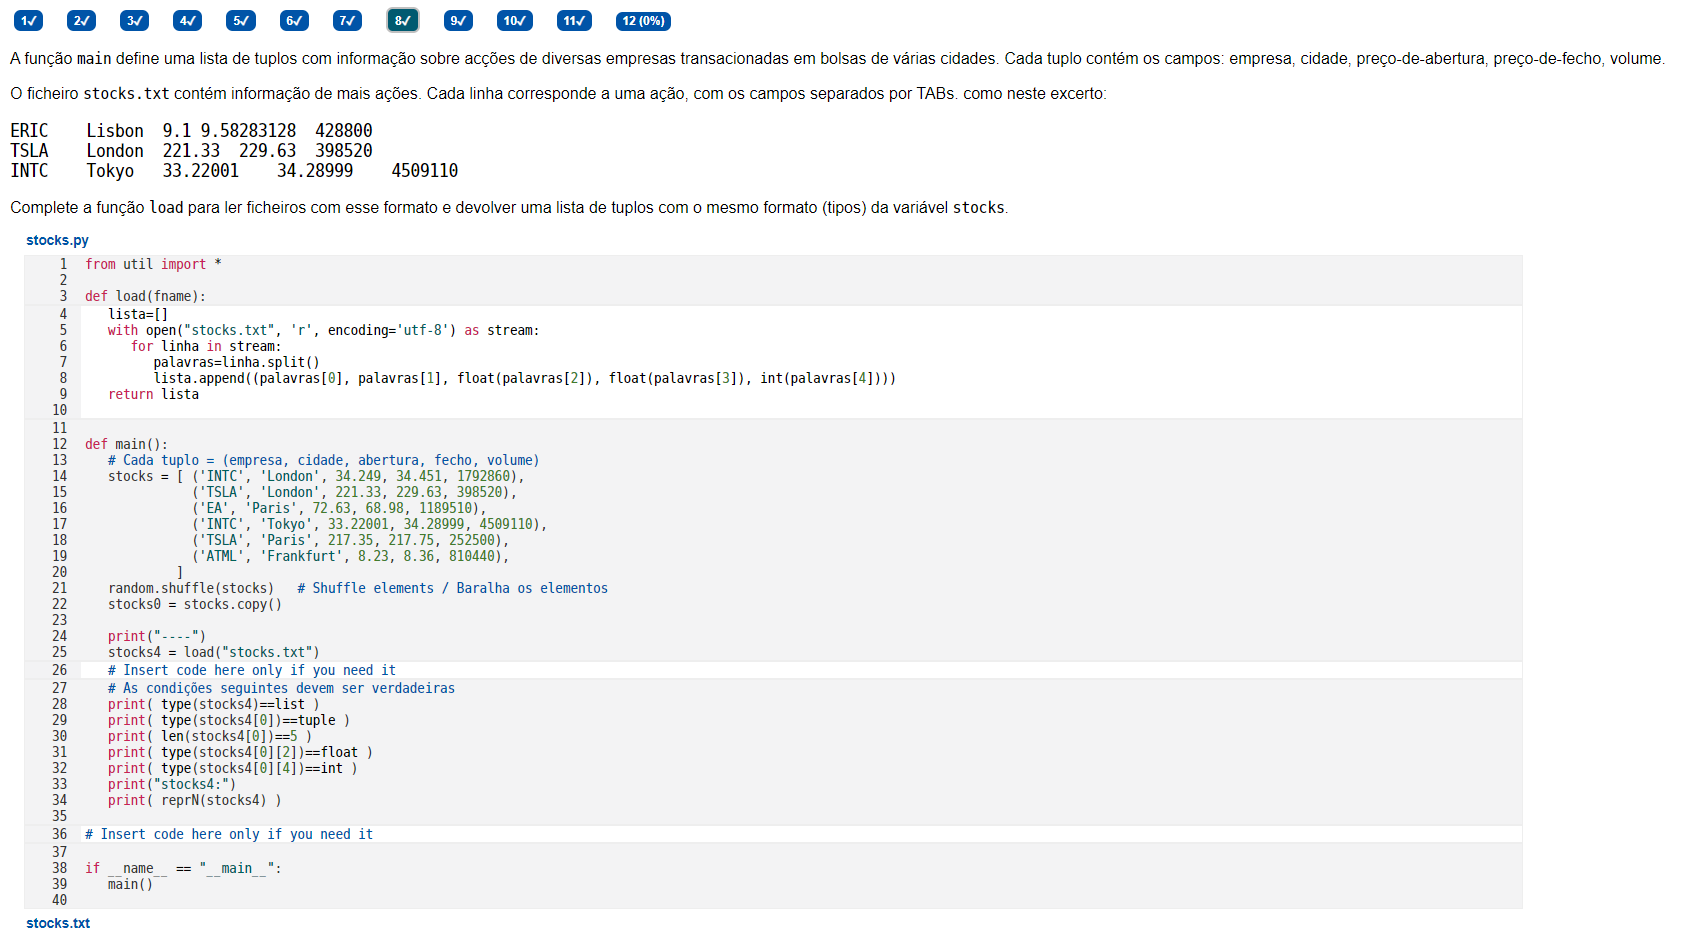 1✓ 2✓ 3✓ 4✓ 5✓ 6✓ 7✓ 8✓ 9✓ 10✓ 11✓ 12 (0%)
A função main define uma lista de tuplos com informação sobre acções de diversas empresas transacionadas em bolsas de várias cidades. Cada tuplo contém os campos: empresa, cidade, preço-de-abertura, preço-de-fecho, volume.
O ficheiro stocks.txt contém informação de mais ações. Cada linha corresponde a uma ação, com os campos separados por TABs. como neste excerto:
ERIC    Lisbon  9.1 9.58283128  428800
TSLA    London  221.33  229.63  398520
INTC    Tokyo   33.22001    34.28999    4509110
Complete a função load para ler ficheiros com esse formato e devolver uma lista de tuplos com o mesmo formato (tipos) da variável stocks.
stocks.py
1 from util import *
2
3 def load(fname):
4    lista=[]
5    with open("stocks.txt", 'r', encoding='utf-8') as stream:
6       for linha in stream:
7          palavras=linha.split()
8          lista.append((palavras[0], palavras[1], float(palavras[2]), float(palavras[3]), int(palavras[4])))
9    return lista
10
11
12 def main():
13    # Cada tuplo = (empresa, cidade, abertura, fecho, volume)
14    stocks = [ ('INTC', 'London', 34.249, 34.451, 1792860),
15               ('TSLA', 'London', 221.33, 229.63, 398520),
16               ('EA', 'Paris', 72.63, 68.98, 1189510),
17               ('INTC', 'Tokyo', 33.22001, 34.28999, 4509110),
18               ('TSLA', 'Paris', 217.35, 217.75, 252500),
19               ('ATML', 'Frankfurt', 8.23, 8.36, 810440),
20             ]
21    random.shuffle(stocks)   # Shuffle elements / Baralha os elementos
22    stocks0 = stocks.copy()
23
24    print("----")
25    stocks4 = load("stocks.txt")
26    # Insert code here only if you need it
27    # As condições seguintes devem ser verdadeiras
28    print( type(stocks4)==list )
29    print( type(stocks4[0])==tuple )
30    print( len(stocks4[0])==5 )
31    print( type(stocks4[0][2])==float )
32    print( type(stocks4[0][4])==int )
33    print("stocks4:")
34    print( reprN(stocks4) )
35
36 # Insert code here only if you need it
37
38 if __name__ == "__main__":
39    main()
40
stocks.txt